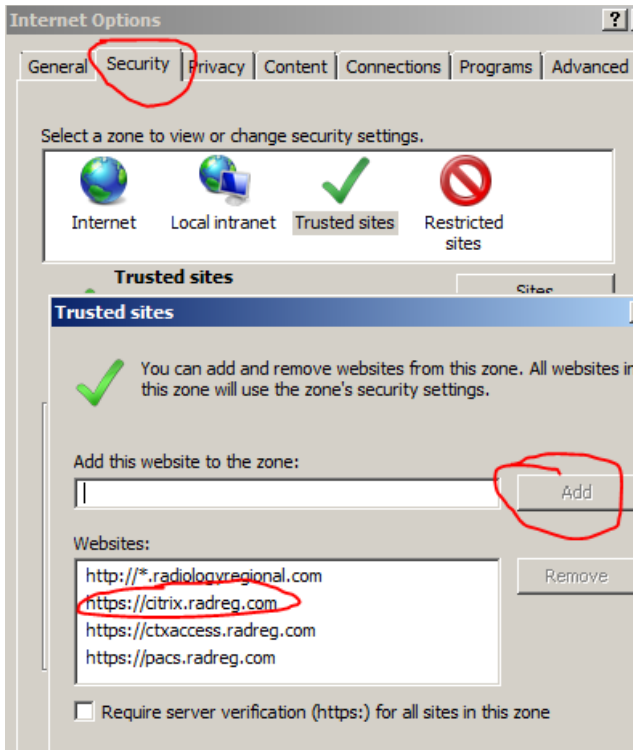 Internet Options
General Security Privacy Content Connections Programs Advanced
Select a zone to view or change security settings.
Internet Local intranet Trusted sites Restricted
sites
Trusted sites
Sites
Trusted sites
You can add and remove websites from this zone. All websites in
this zone will use the zone's security settings.
Add this website to the zone:
Add
Websites:
http://*.radiologyregional.com
Remove
https://citrix.radreg.com
https://ctxaccess.radreg.com
https://pacs.radreg.com
Require server verification (https:) for all sites in this zone